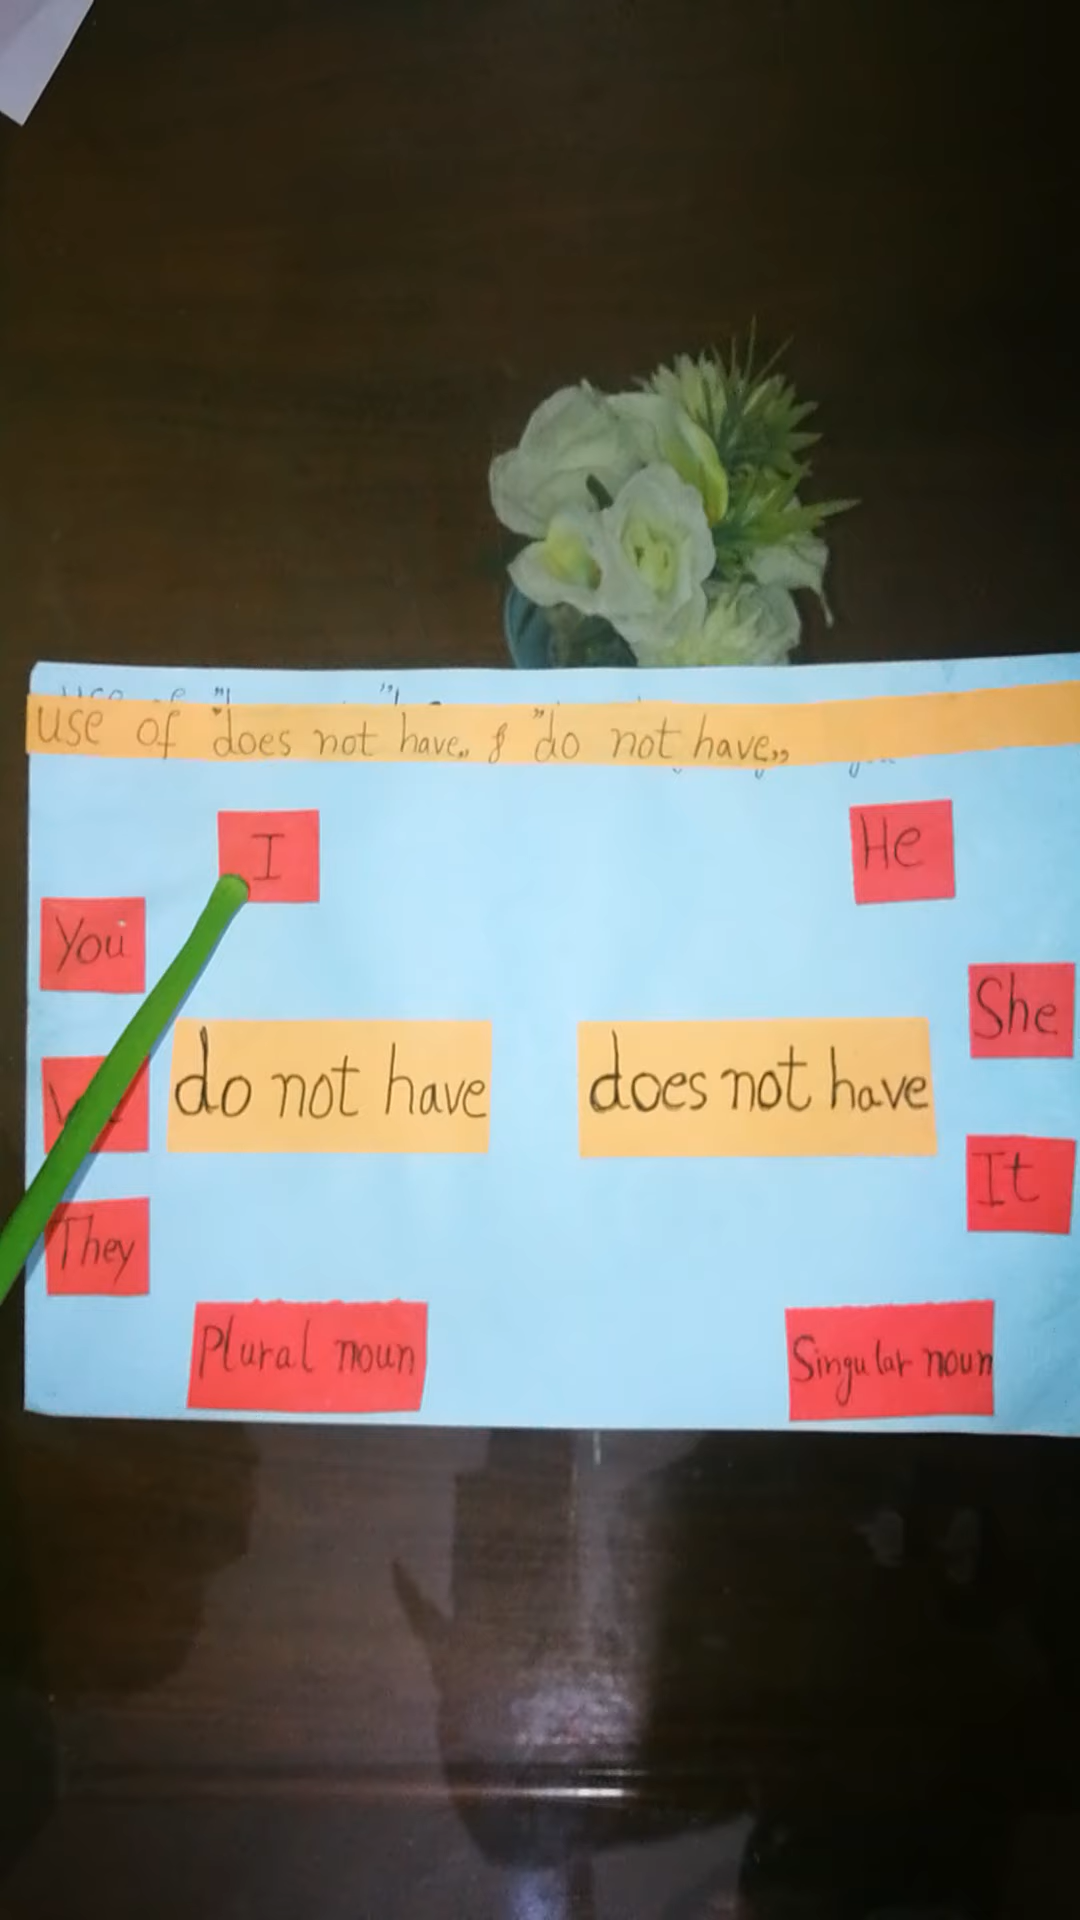 use of "does not have„ & "do not have„
I
He
You
She
do not have
does not have
It
They
Plural noun
Singular noun